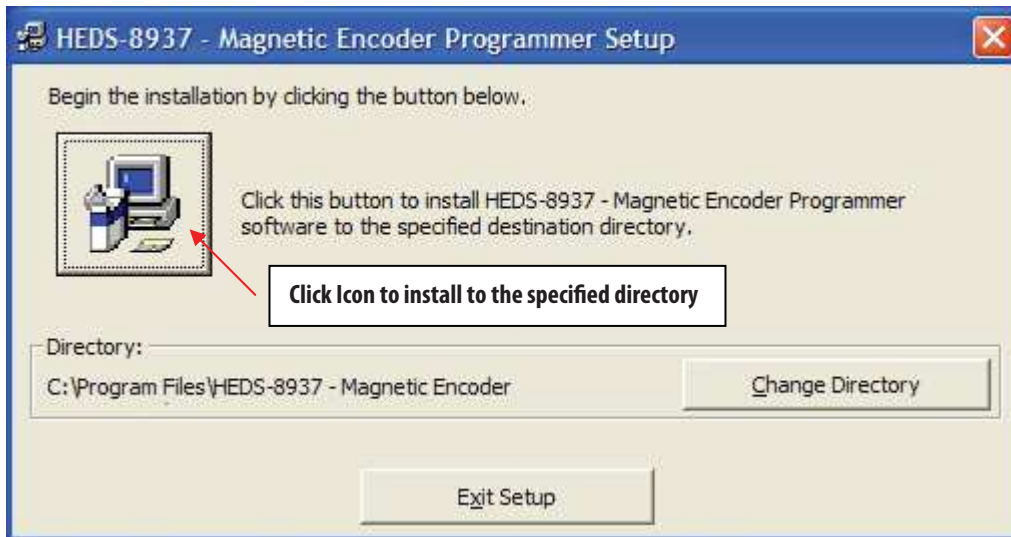 HEDS-8937 - Magnetic Encoder Programmer Setup
Begin the installation by clicking the button below.
Click this button to install HEDS-8937 - Magnetic Encoder Programmer
software to the specified destination directory.
Click Icon to install to the specified directory
Directory:
C:\Program Files\HEDS-8937 - Magnetic Encoder
Change Directory
Exit Setup